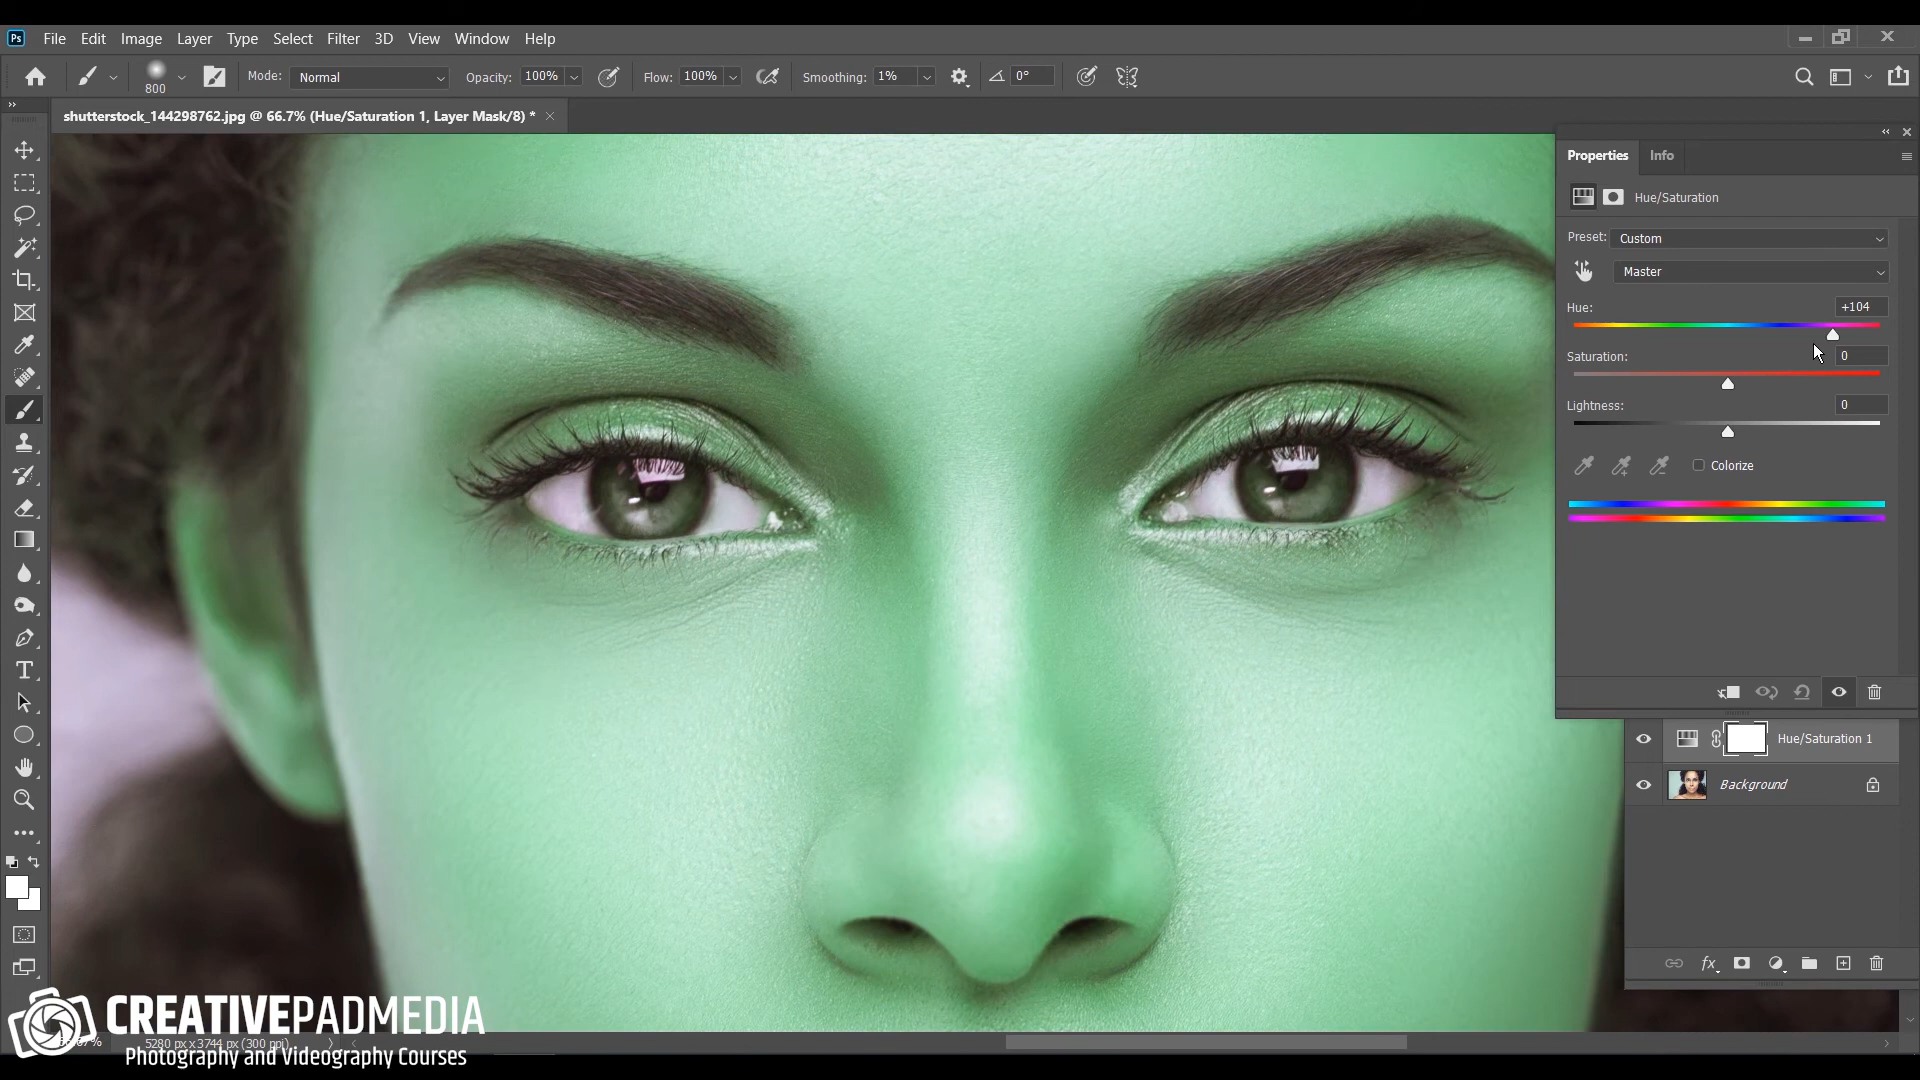 Ps File Edit Image Layer Type Select Filter 3D View Window Help
800 Mode: Normal Opacity: 100% Flow: 100% Smoothing: 1% 0°
shutterstock_144298762.jpg @ 66.7% (Hue/Saturation 1, Layer Mask/8) *
Properties Info
Hue/Saturation
Preset: Custom
Master
Hue: +104
Saturation: 0
Lightness: 0
Colorize
Hue/Saturation 1
Background
fx
CREATIVEPADMEDIA
5280 px x 3744 px (300 ppi)
Photography and Videography Courses